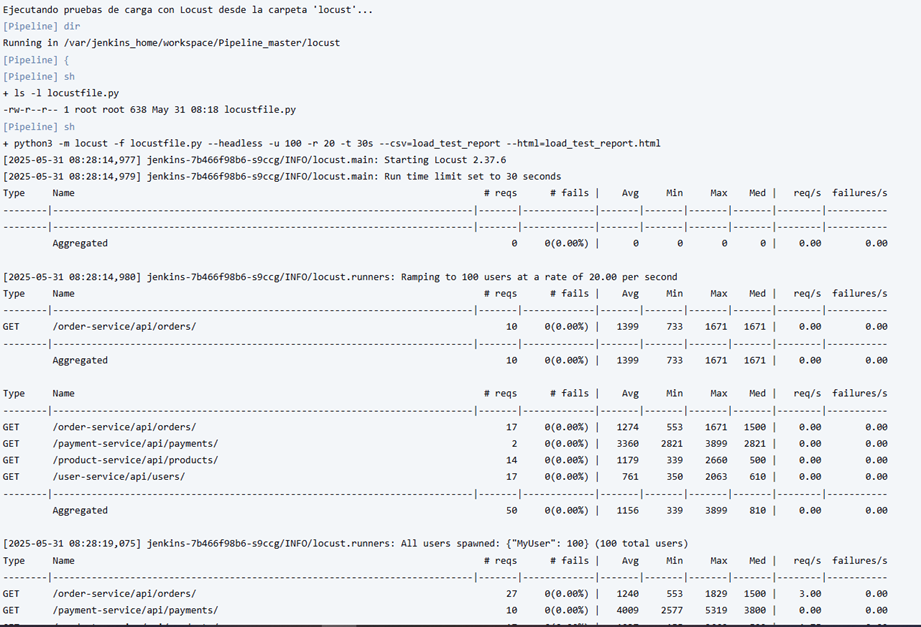 Ejecutando pruebas de carga con Locust desde la carpeta 'locust'...
[Pipeline] dir
Running in /var/jenkins_home/workspace/Pipeline_master/locust
[Pipeline] {
[Pipeline] sh
+ ls -l locustfile.py
-rw-r--r-- 1 root root 638 May 31 08:18 locustfile.py
[Pipeline] sh
+ python3 -m locust -f locustfile.py --headless -u 100 -r 20 -t 30s --csv=load_test_report --html=load_test_report.html
[2025-05-31 08:28:14,977] jenkins-7b466f98b6-s9ccg/INFO/locust.main: Starting Locust 2.37.6
[2025-05-31 08:28:14,979] jenkins-7b466f98b6-s9ccg/INFO/locust.main: Run time limit set to 30 seconds
Type Name # reqs # fails | Avg Min Max Med | req/s failures/s
--------|----------------------------------------------------------------------------|-------|-------------|-------|-------|-------|-------|--------|-----------
--------|----------------------------------------------------------------------------|-------|-------------|-------|-------|-------|-------|--------|-----------
Aggregated 0 0(0.00%) | 0 0 0 0 | 0.00 0.00
[2025-05-31 08:28:14,980] jenkins-7b466f98b6-s9ccg/INFO/locust.runners: Ramping to 100 users at a rate of 20.00 per second
Type Name # reqs # fails | Avg Min Max Med | req/s failures/s
--------|----------------------------------------------------------------------------|-------|-------------|-------|-------|-------|-------|--------|-----------
GET /order-service/api/orders/ 10 0(0.00%) | 1399 733 1671 1671 | 0.00 0.00
--------|----------------------------------------------------------------------------|-------|-------------|-------|-------|-------|-------|--------|-----------
Aggregated 10 0(0.00%) | 1399 733 1671 1671 | 0.00 0.00
Type Name # reqs # fails | Avg Min Max Med | req/s failures/s
--------|----------------------------------------------------------------------------|-------|-------------|-------|-------|-------|-------|--------|-----------
GET /order-service/api/orders/ 17 0(0.00%) | 1274 553 1671 1500 | 0.00 0.00
GET /payment-service/api/payments/ 2 0(0.00%) | 3360 2821 3899 2821 | 0.00 0.00
GET /product-service/api/products/ 14 0(0.00%) | 1179 339 2660 500 | 0.00 0.00
GET /user-service/api/users/ 17 0(0.00%) | 761 350 2063 610 | 0.00 0.00
--------|----------------------------------------------------------------------------|-------|-------------|-------|-------|-------|-------|--------|-----------
Aggregated 50 0(0.00%) | 1156 339 3899 810 | 0.00 0.00
[2025-05-31 08:28:19,075] jenkins-7b466f98b6-s9ccg/INFO/locust.runners: All users spawned: {"MyUser": 100} (100 total users)
Type Name # reqs # fails | Avg Min Max Med | req/s failures/s
--------|----------------------------------------------------------------------------|-------|-------------|-------|-------|-------|-------|--------|-----------
GET /order-service/api/orders/ 27 0(0.00%) | 1240 553 1829 1500 | 3.00 0.00
GET /payment-service/api/payments/ 10 0(0.00%) | 4009 2577 5319 3800 | 0.00 0.00